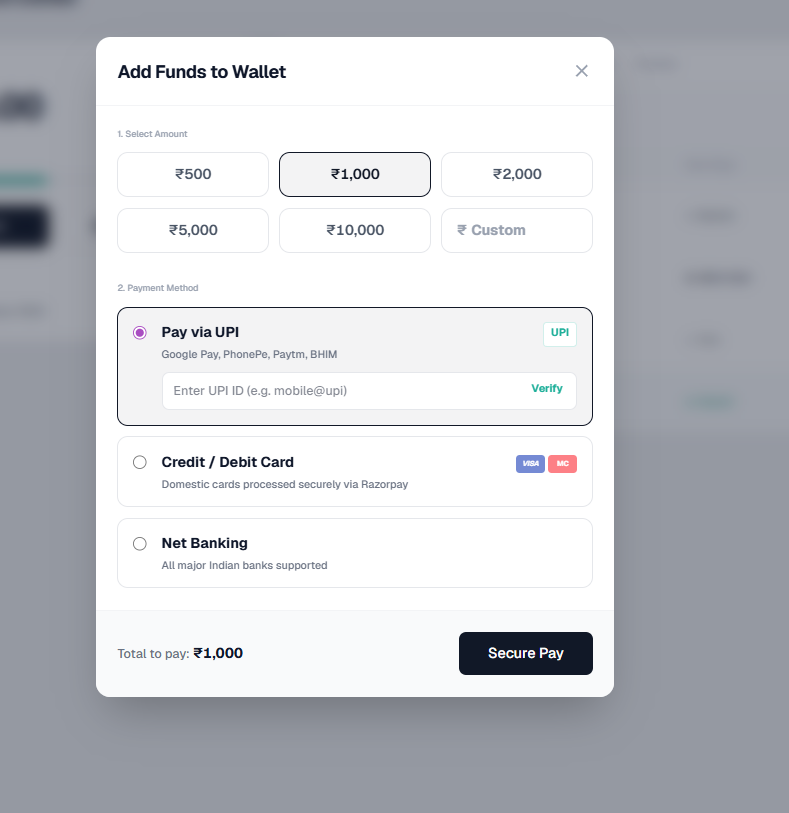 Add Funds to Wallet
1. Select Amount
₹500
₹1,000
₹2,000
₹5,000
₹10,000
₹ Custom
2. Payment Method
Pay via UPI
UPI
Google Pay, PhonePe, Paytm, BHIM
Enter UPI ID (e.g. mobile@upi)
Verify
Credit / Debit Card
VISA
MC
Domestic cards processed securely via Razorpay
Net Banking
All major Indian banks supported
Total to pay: ₹1,000
Secure Pay